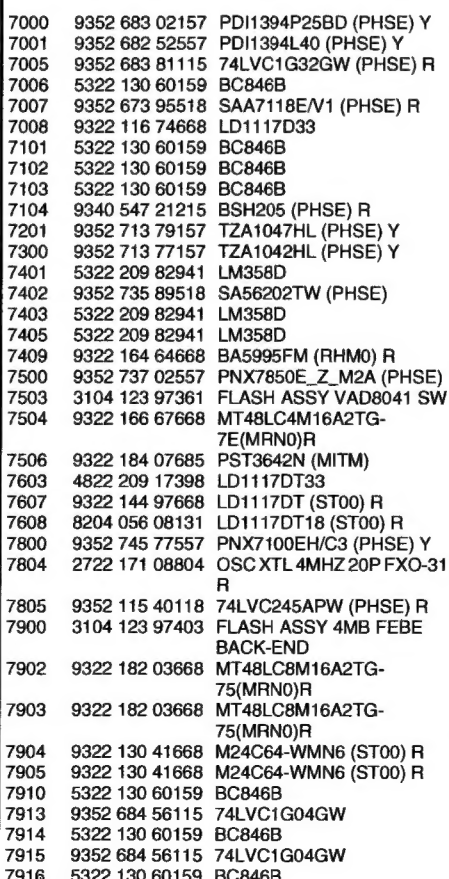 7000 9352 683 02157 PDI1394P25BD (PHSE) Y
7001 9352 682 52557 PDI1394L40 (PHSE) Y
7005 9352 683 81115 74LVC1G32GW (PHSE) R
7006 5322 130 60159 BC846B
7007 9352 673 95518 SAA7118E/V1 (PHSE) R
7008 9322 116 74668 LD1117D33
7101 5322 130 60159 BC846B
7102 5322 130 60159 BC846B
7103 5322 130 60159 BC846B
7104 9340 547 21215 BSH205 (PHSE) R
7201 9352 713 79157 TZA1047HL (PHSE) Y
7300 9352 713 77157 TZA1042HL (PHSE) Y
7401 5322 209 82941 LM358D
7402 9352 735 89518 SA56202TW (PHSE)
7403 5322 209 82941 LM358D
7405 5322 209 82941 LM358D
7409 9322 164 64668 BA5995FM (RHM0) R
7500 9352 737 02557 PNX7850E_Z_M2A (PHSE)
7503 3104 123 97361 FLASH ASSY VAD8041 SW
7504 9322 166 67668 MT48LC4M16A2TG-
7E(MRN0)R
7506 9322 184 07685 PST3642N (MITM)
7603 4822 209 17398 LD1117DT33
7607 9322 144 97668 LD1117DT (ST00) R
7608 8204 056 08131 LD1117DT18 (ST00) R
7800 9352 745 77557 PNX7100EH/C3 (PHSE) Y
7804 2722 171 08804 OSC XTL 4MHZ 20P FXO-31
R
7805 9352 115 40118 74LVC245APW (PHSE) R
7900 3104 123 97403 FLASH ASSY 4MB FEBE
BACK-END
7902 9322 182 03668 MT48LC8M16A2TG-
75(MRN0)R
7903 9322 182 03668 MT48LC8M16A2TG-
75(MRN0)R
7904 9322 130 41668 M24C64-WMN6 (ST00) R
7905 9322 130 41668 M24C64-WMN6 (ST00) R
7910 5322 130 60159 BC846B
7913 9352 684 56115 74LVC1G04GW
7914 5322 130 60159 BC846B
7915 9352 684 56115 74LVC1G04GW
7916 5322 130 60159 BC846B